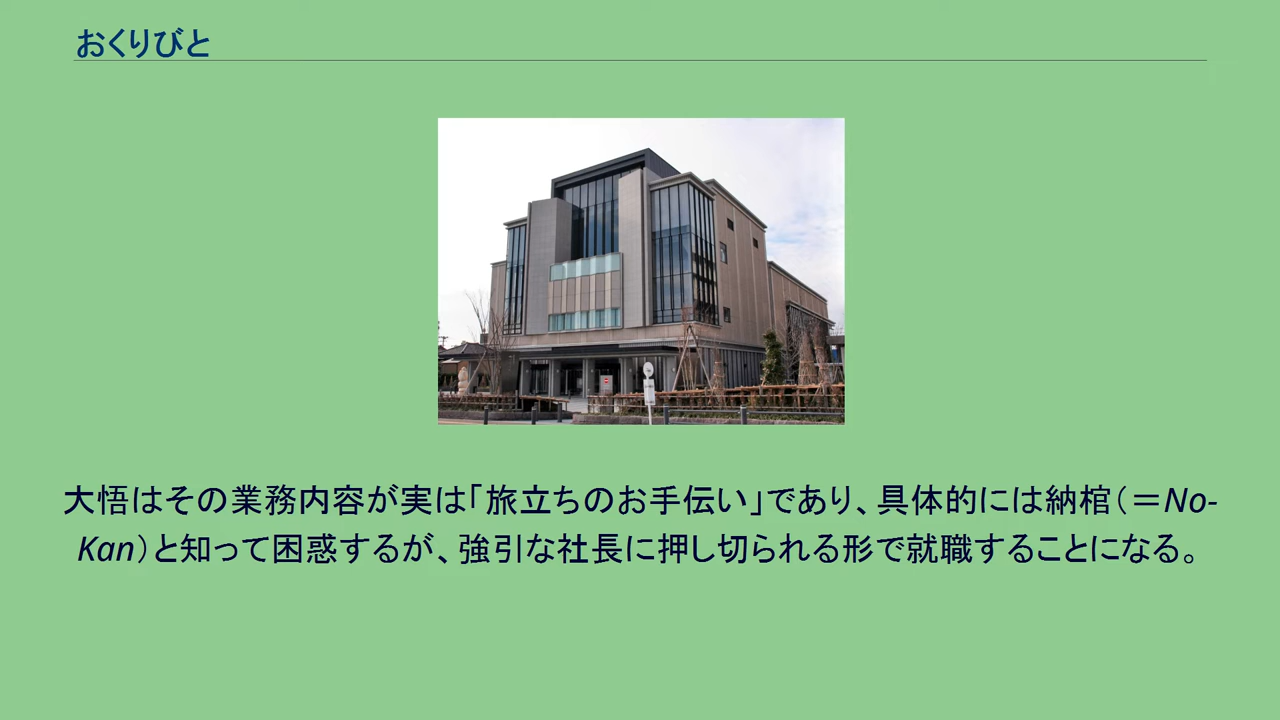 おくりびと
大悟はその業務内容が実は「旅立ちのお手伝い」であり、具体的には納棺（＝No-
Kan）と知って困惑するが、強引な社長に押し切られる形で就職することになる。